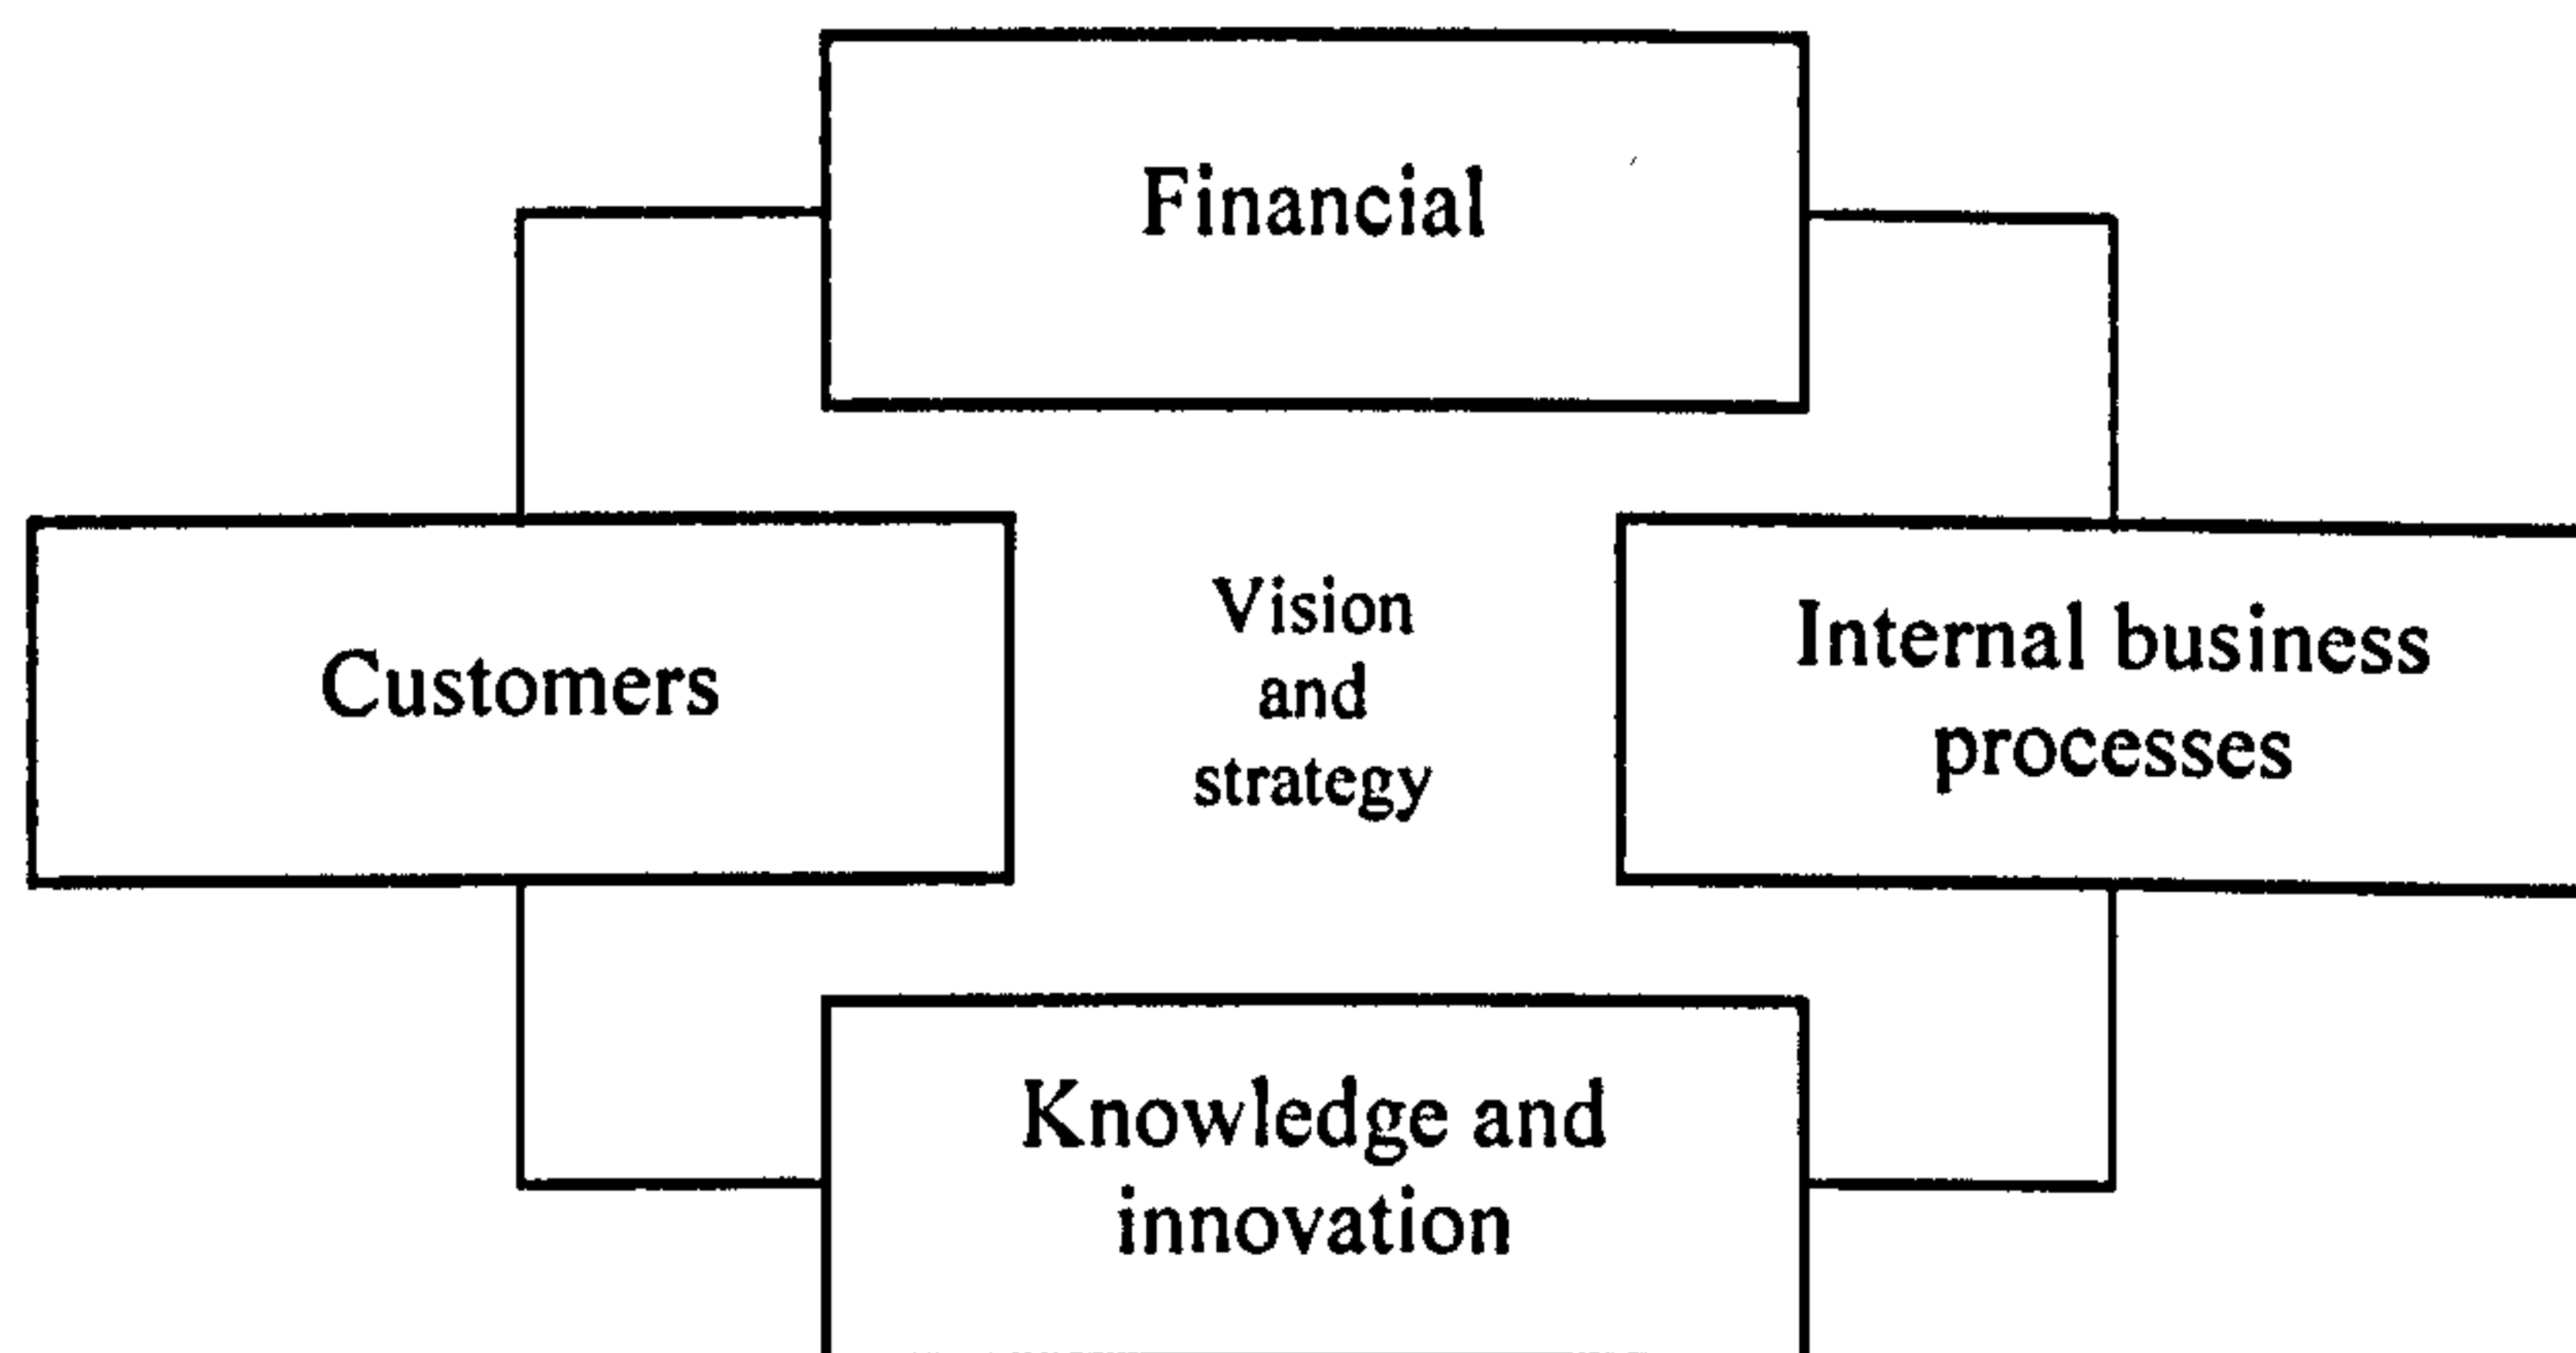 Financial
Customers
Vision
and
strategy
Internal business
processes
Knowledge and
innovation